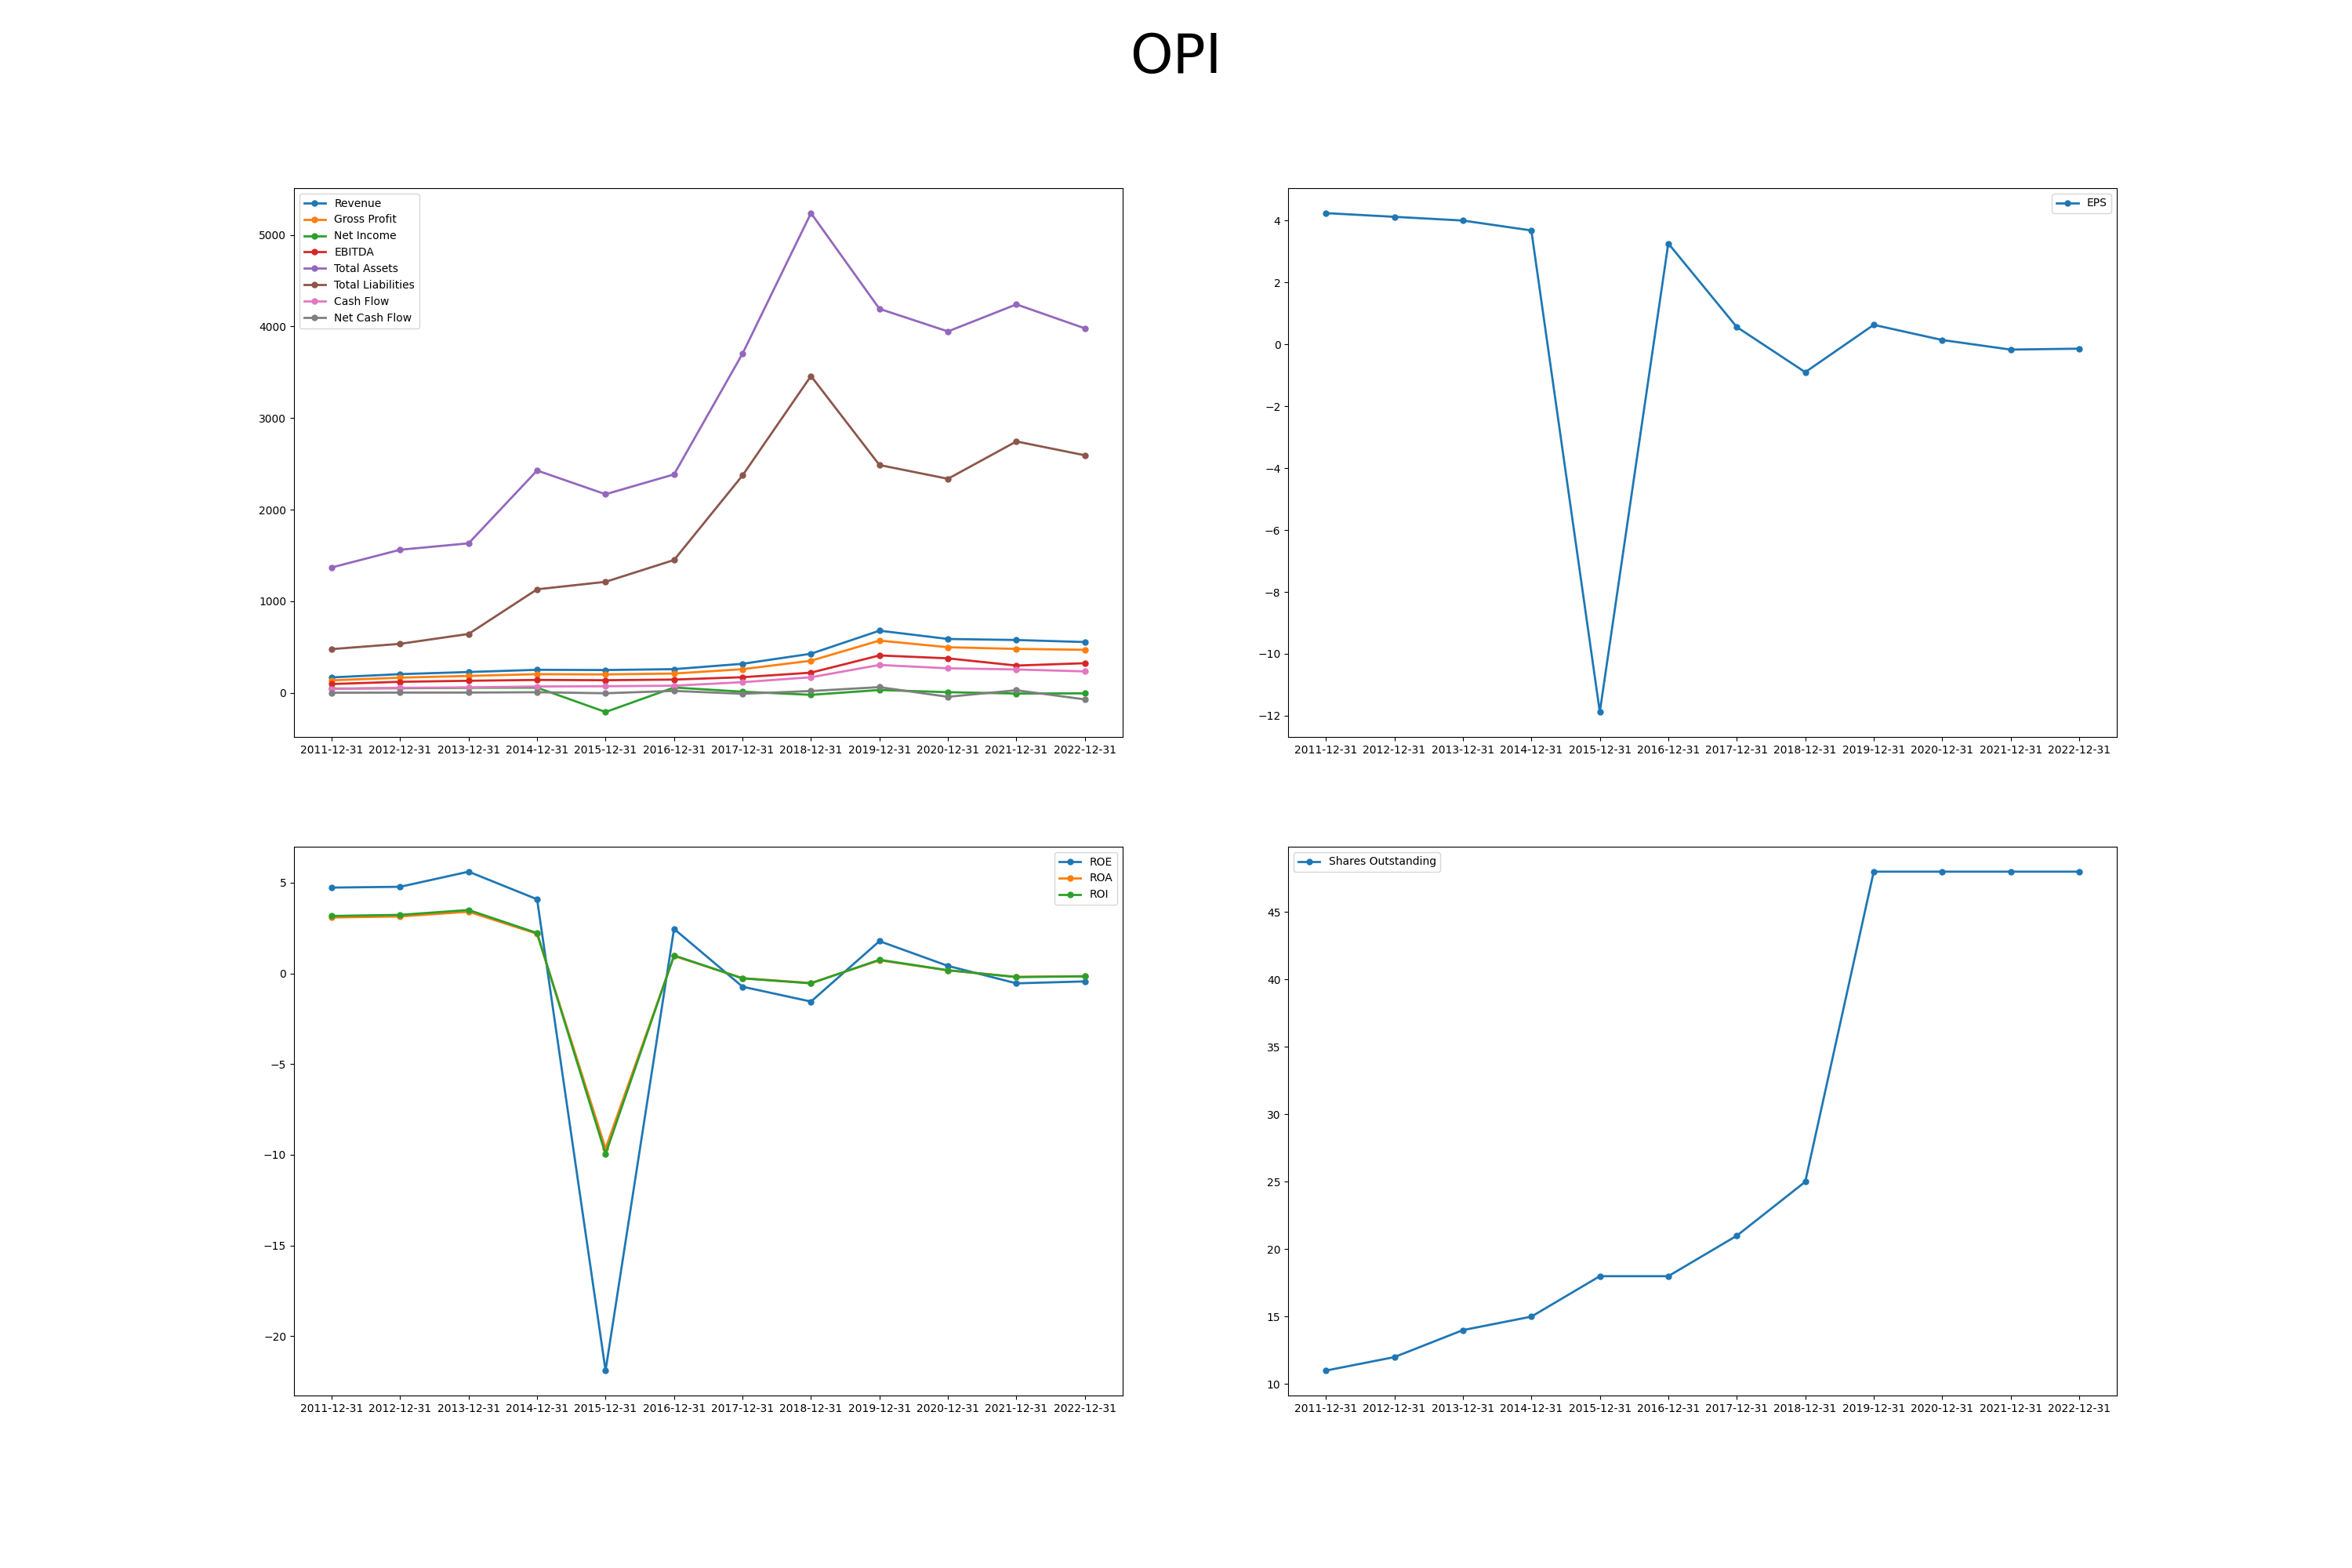 OPI
Revenue
Gross Profit
Net Income
EBITDA
Total Assets
Total Liabilities
Cash Flow
Net Cash Flow
5000
4000
3000
2000
1000
0
2011-12-31 2012-12-31 2013-12-31 2014-12-31 2015-12-31 2016-12-31 2017-12-31 2018-12-31 2019-12-31 2020-12-31 2021-12-31 2022-12-31
EPS
4
2
0
−2
−4
−6
−8
−10
−12
2011-12-31 2012-12-31 2013-12-31 2014-12-31 2015-12-31 2016-12-31 2017-12-31 2018-12-31 2019-12-31 2020-12-31 2021-12-31 2022-12-31
ROE
ROA
ROI
5
0
−5
−10
−15
−20
2011-12-31 2012-12-31 2013-12-31 2014-12-31 2015-12-31 2016-12-31 2017-12-31 2018-12-31 2019-12-31 2020-12-31 2021-12-31 2022-12-31
Shares Outstanding
45
40
35
30
25
20
15
10
2011-12-31 2012-12-31 2013-12-31 2014-12-31 2015-12-31 2016-12-31 2017-12-31 2018-12-31 2019-12-31 2020-12-31 2021-12-31 2022-12-31